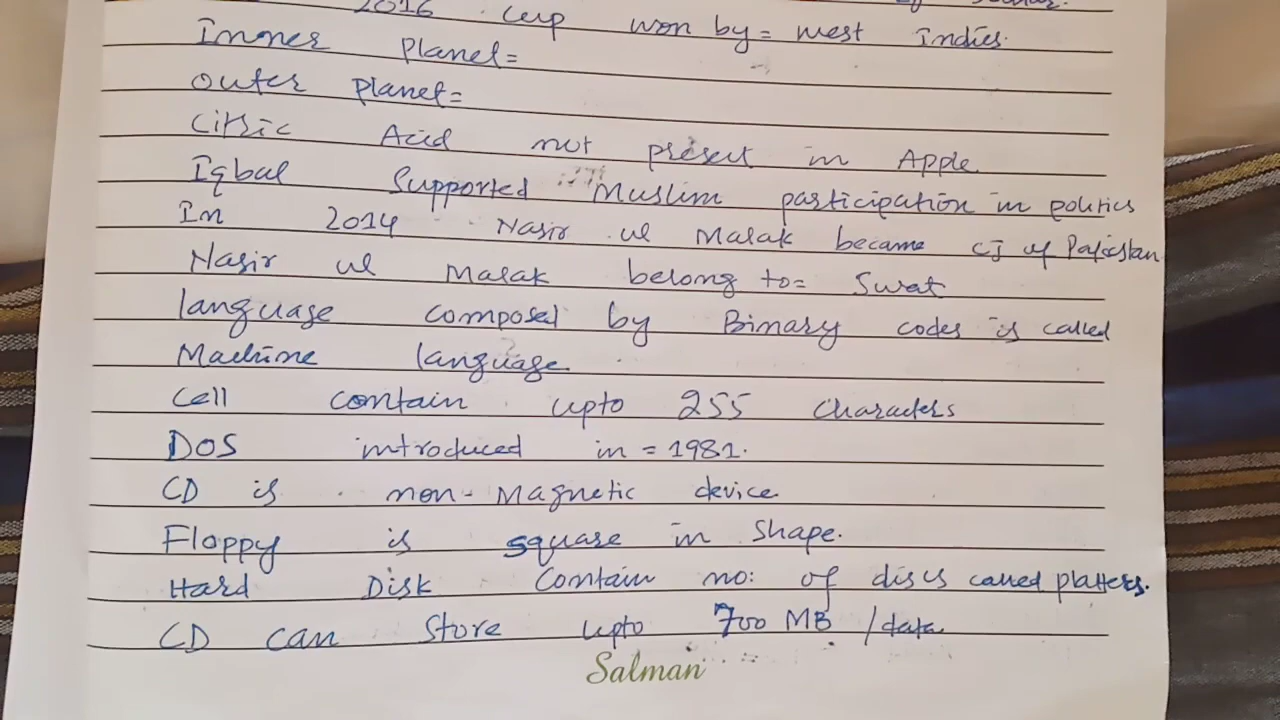 2016 Cup won by= west Indies.
Inner Planet=
Outer Planet=
Citric Acid not present in Apple
Iqbal Supported Muslim participation in politics
In 2014 Nasir ul Malak became CJ of Pakistan
Nasir ul Malak belong to= Swat
language composed by Binary codes is called
Machine language.
Cell contain upto 255 characters
DOS introduced in = 1981.
CD is non-Magnetic device
Floppy is square in shape.
Hard Disk Contain no: of discs called platters.
CD can Store upto 700 MB /data
Salman